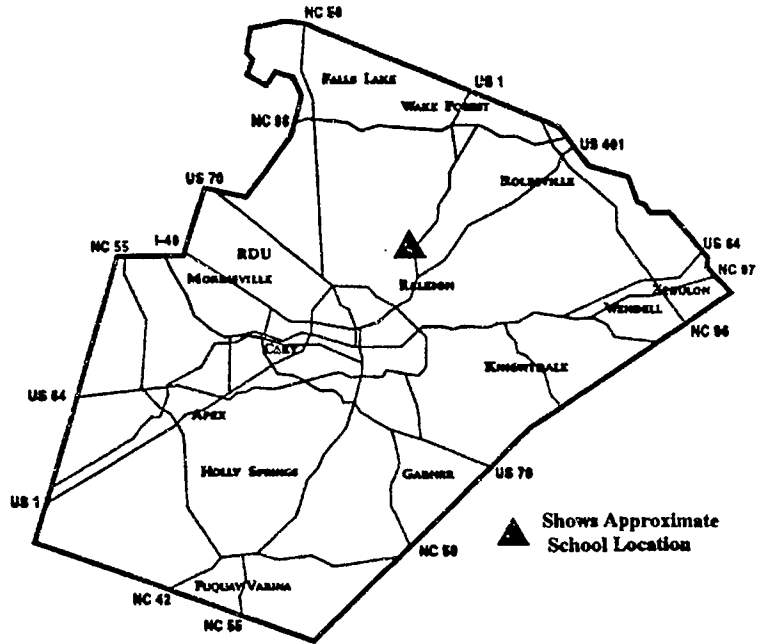 NC 50
FALLS LAKE
US 1
WAKE FOREST
NC 98
US 401
ROLESVILLE
US 70
I-40
NC 55
RDU
MORRISVILLE
RALEIGH
US 64
NC 97
ZEBULON
WENDELL
NC 96
CARY
KNIGHTDALE
US 64
APEX
HOLLY SPRINGS
GARNER
US 70
US 1
Shows Approximate
School Location
NC 50
FUQUAY VARINA
NC 42
NC 55